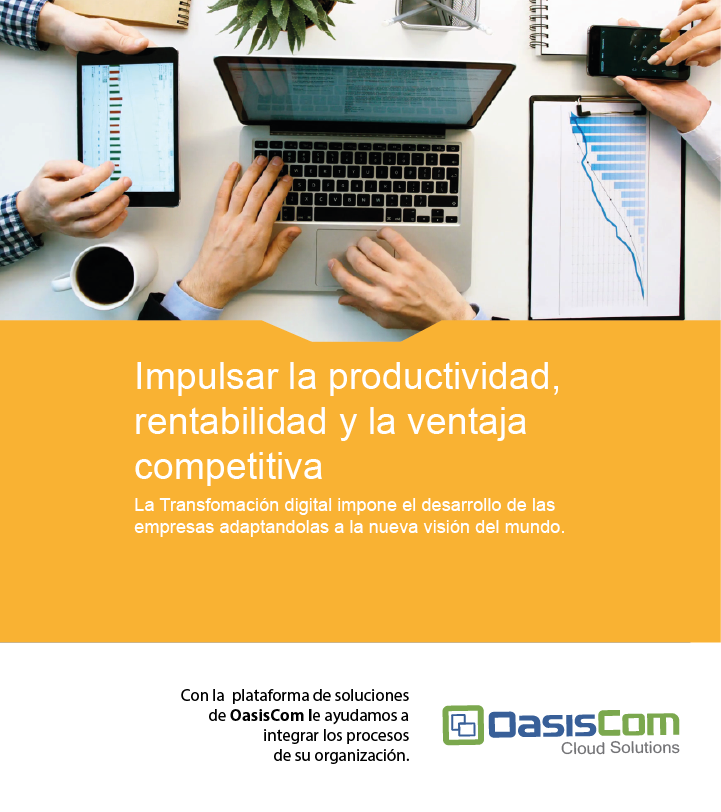 Impulsar la productividad,
rentabilidad y la ventaja
competitiva
La Transfomación digital impone el desarrollo de las
empresas adaptandolas a la nueva visión del mundo.
Con la plataforma de soluciones
de OasisCom le ayudamos a
integrar los procesos
de su organización.
OasisCom
Cloud Solutions